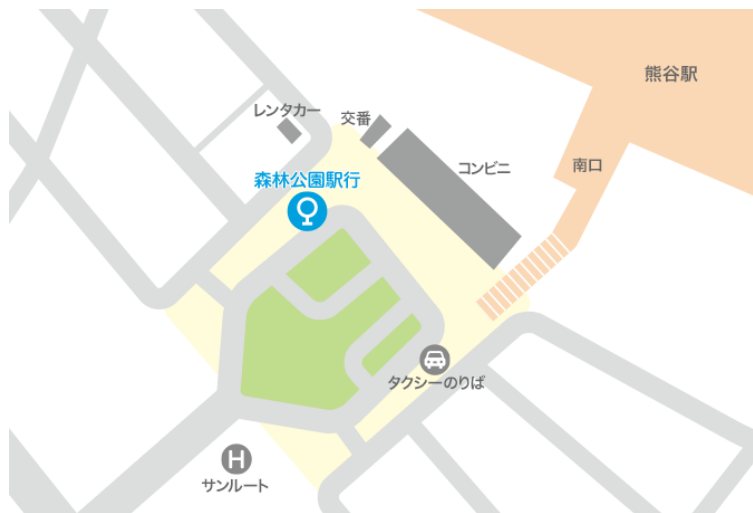 熊谷駅
レンタカー
交番
コンビニ
南口
森林公園駅行
タクシーのりば
H
サンルート